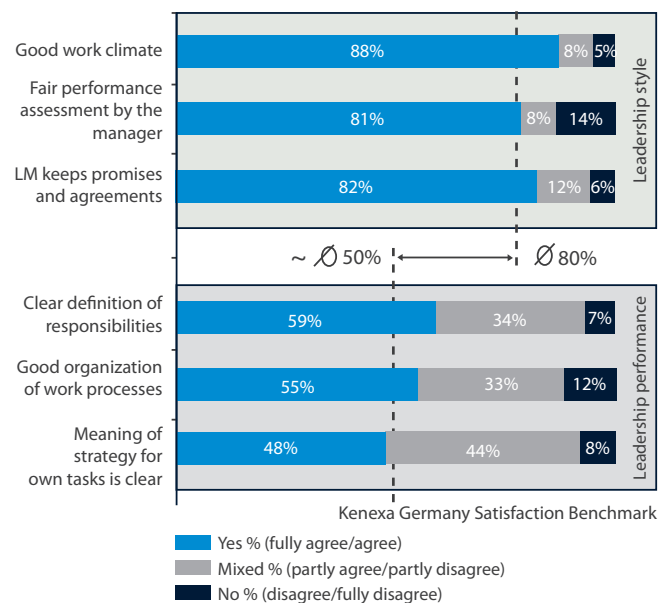 Good work climate
88%
8%
5%
Fair performance
assessment by the
manager
81%
8%
14%
LM keeps promises
and agreements
82%
12%
6%
Leadership style
~ Ø 50%
Ø 80%
Clear definition of
responsibilities
59%
34%
7%
Good organization
of work processes
55%
33%
12%
Meaning of
strategy for
own tasks is clear
48%
44%
8%
Leadership performance
Kenexa Germany Satisfaction Benchmark
Yes % (fully agree/agree)
Mixed % (partly agree/partly disagree)
No % (disagree/fully disagree)